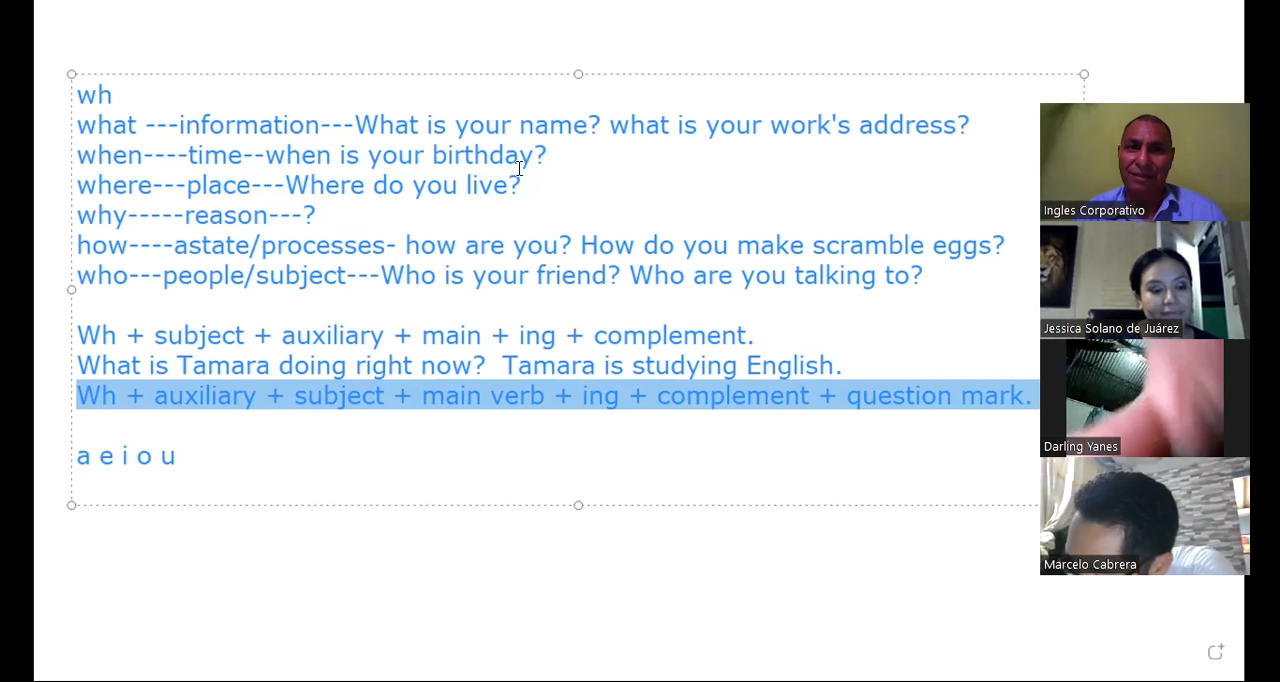 wh
what ---information---What is your name? what is your work's address?
when----time--when is your birthday?
where---place---Where do you live?
why-----reason---?
how----astate/processes- how are you? How do you make scramble eggs?
who---people/subject---Who is your friend? Who are you talking to?
Wh + subject + auxiliary + main + ing + complement.
What is Tamara doing right now?  Tamara is studying English.
Wh + auxiliary + subject + main verb + ing + complement + question mark.
a e i o u
Ingles Corporativo
Jessica Solano de Juárez
Darling Yanes
Marcelo Cabrera